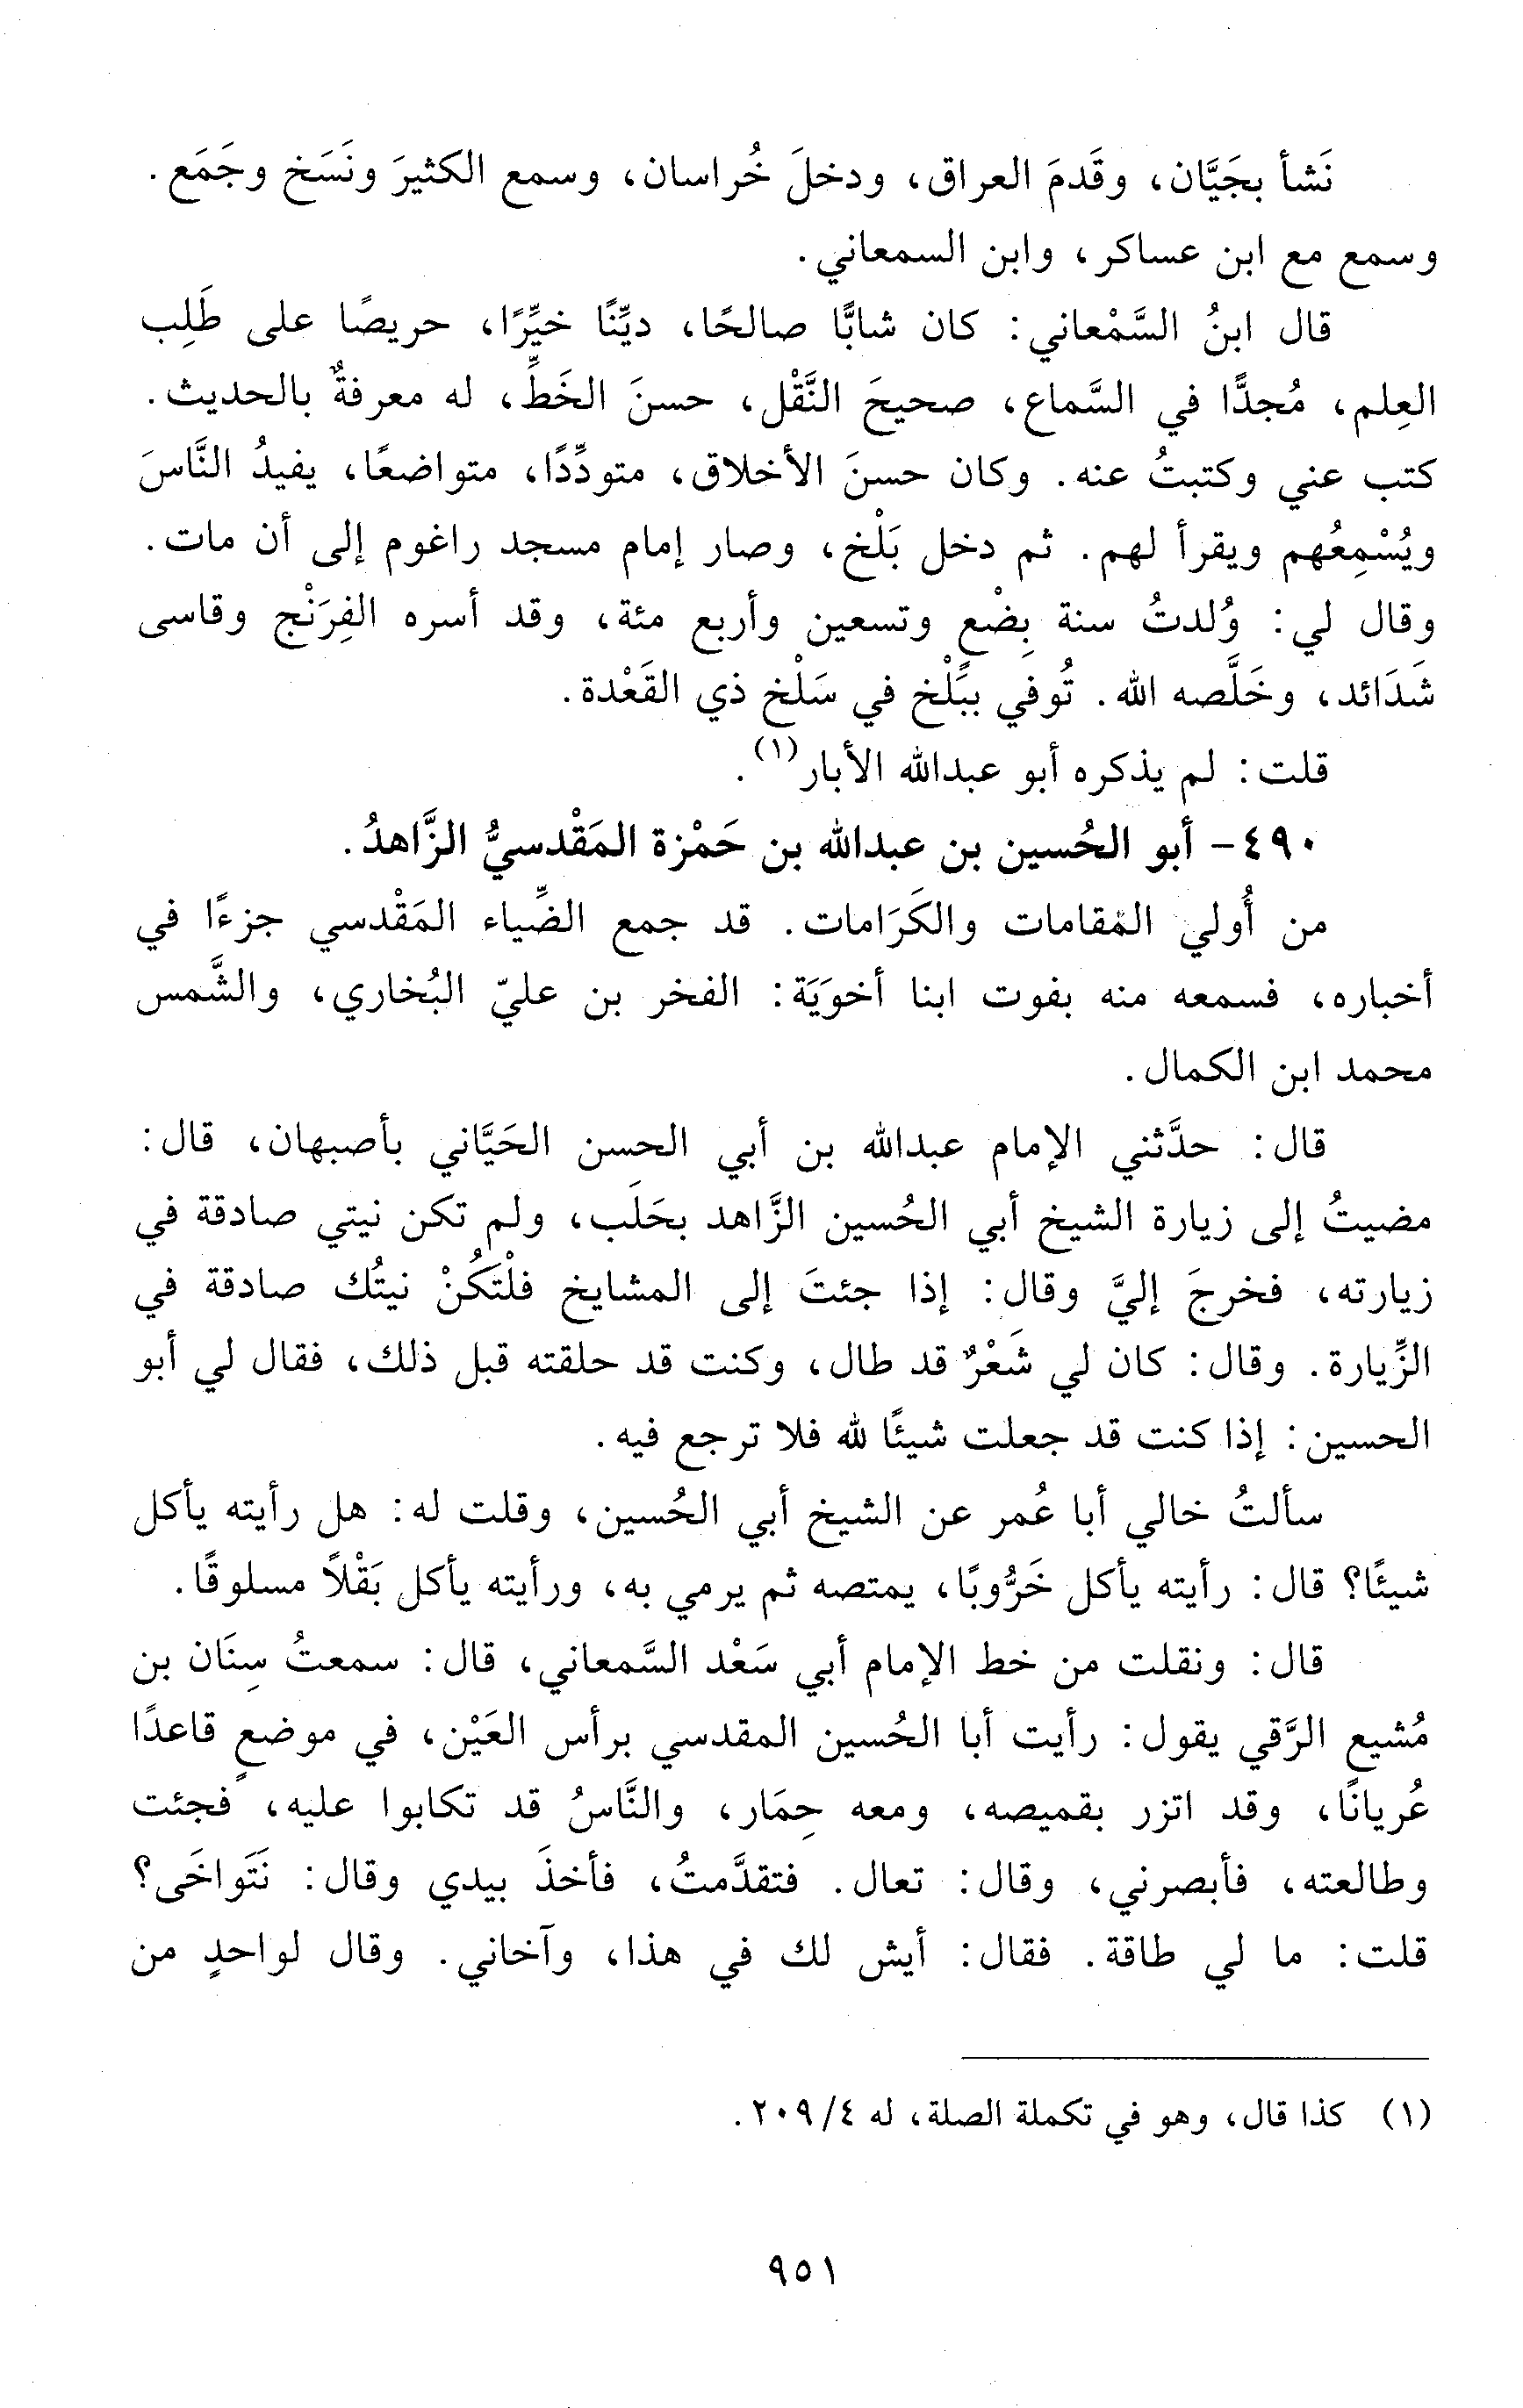 نَشأ بجَيَّان، وقَدمَ العراق، ودخلَ خُراسان، وسمع الكثيرَ ونَسَخ وجَمَع.
وسمع مع ابن عساكر، وابن السمعاني.
قال ابنُ السَّمْعاني: كان شابًّا صالحًا، ديِّنًا خيِّرًا، حريصًا على طَلِب
العِلم، مُجدًّا في السَّماع، صحيحَ النَّقْل، حسنَ الخَطِّ، له معرفةٌ بالحديث.
كتب عني وكتبتُ عنه. وكان حسنَ الأخلاق، متودِّدًا، متواضعًا، يفيدُ النَّاسَ
ويُسْمِعُهم ويقرأ لهم. ثم دخل بَلْخ، وصار إمام مسجد راغوم إلى أن مات.
وقال لي: وُلدتُ سنة بِضْع وتسعين وأربع مئة، وقد أسره الفِرَنْج وقاسى
شَدَائد، وخَلَّصه الله. تُوفي ببَلْخ في سَلْخ ذي القَعْدة.
قلت: لم يذكره أبو عبدالله الأبار(١).
٤٩٠- أبو الحُسين بن عبدالله بن حَمْزة المَقْدسيُّ الزَّاهدُ.
من أُولي المَقامات والكَرَامات. قد جمع الضِّياء المَقْدسي جزءًا في
أخباره، فسمعه منه بفوت ابنا أخوَيَة: الفخر بن عليّ البُخاري، والشَّمس
محمد ابن الكمال.
قال: حدَّثني الإمام عبدالله بن أبي الحسن الحَيَّاني بأصبهان، قال:
مضيتُ إلى زيارة الشيخ أبي الحُسين الزَّاهد بحَلَب، ولم تكن نيتي صادقة في
زيارته، فخرجَ إليَّ وقال: إذا جئتَ إلى المشايخ فلْتَكُنْ نيتُك صادقة في
الزِّيارة. وقال: كان لي شَعْرٌ قد طال، وكنت قد حلقته قبل ذلك، فقال لي أبو
الحسين: إذا كنت قد جعلت شيئًا لله فلا ترجع فيه.
سألتُ خالي أبا عُمر عن الشيخ أبي الحُسين، وقلت له: هل رأيته يأكل
شيئًا؟ قال: رأيته يأكل خَرُّوبًا، يمتصه ثم يرمي به، ورأيته يأكل بَقْلًا مسلوقًا.
قال: ونقلت من خط الإمام أبي سَعْد السَّمعاني، قال: سمعتُ سِنَان بن
مُشيع الرَّقي يقول: رأيت أبا الحُسين المقدسي برأس العَيْن، في موضعٍ قاعدًا
عُريانًا، وقد اتزر بقميصه، ومعه حِمَار، والنَّاسُ قد تكابوا عليه، فجئت
وطالعته، فأبصرني، وقال: تعال. فتقدَّمتُ، فأخذَ بيدي وقال: نَتَواخَى؟
قلت: ما لي طاقة. فقال: أيش لك في هذا، وآخاني. وقال لواحدٍ من
(١) كذا قال، وهو في تكملة الصلة، له ٢٠٩/٤.
٩٥١